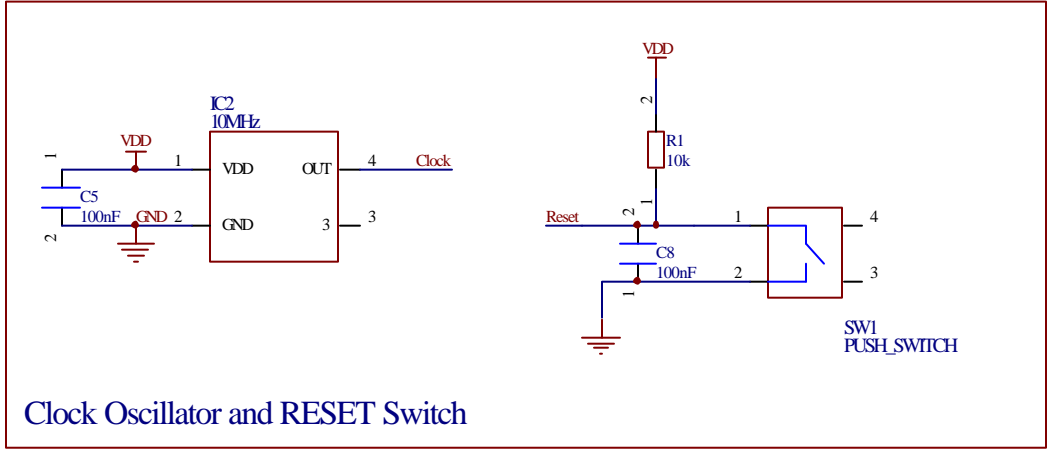 IC2
10MHz
VDD
1
1
VDD
OUT
4
Clock
C5
100nF
GND
2
2
GND
3
3
VDD
2
R1
10k
1
Reset
2
1
4
C8
100nF
2
3
1
SW1
PUSH_SWITCH
Clock Oscillator and RESET Switch